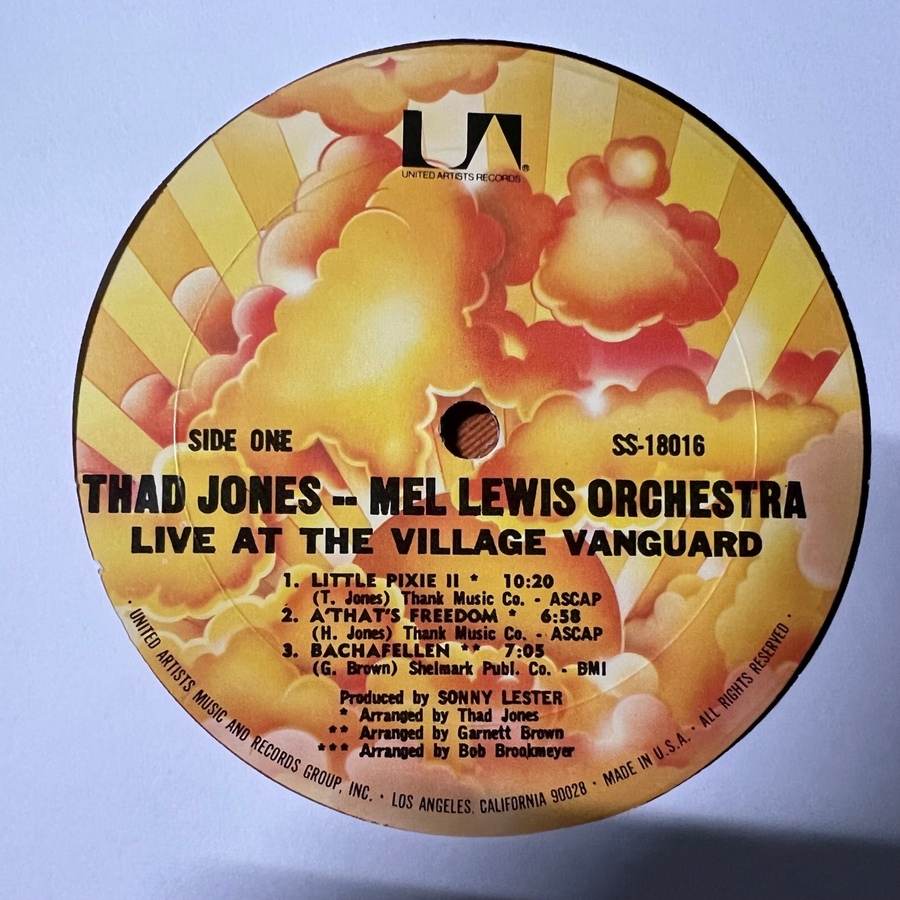 UA®
UNITED ARTISTS RECORDS
SIDE ONE
SS-18016
THAD JONES -- MEL LEWIS ORCHESTRA
LIVE AT THE VILLAGE VANGUARD
1. LITTLE PIXIE II * 10:20
(T. Jones) Thank Music Co. - ASCAP
2. A'THAT'S FREEDOM * 6:58
(H. Jones) Thank Music Co. - ASCAP
3. BACHAFELLEN ** 7:05
(G. Brown) Shelmark Publ. Co. - BMI
Produced by SONNY LESTER
* Arranged by Thad Jones
** Arranged by Garnett Brown
*** Arranged by Bob Brookmeyer
· UNITED ARTISTS MUSIC AND RECORDS GROUP, INC. · LOS ANGELES, CALIFORNIA 90028 · MADE IN U.S.A. · ALL RIGHTS RESERVED ·